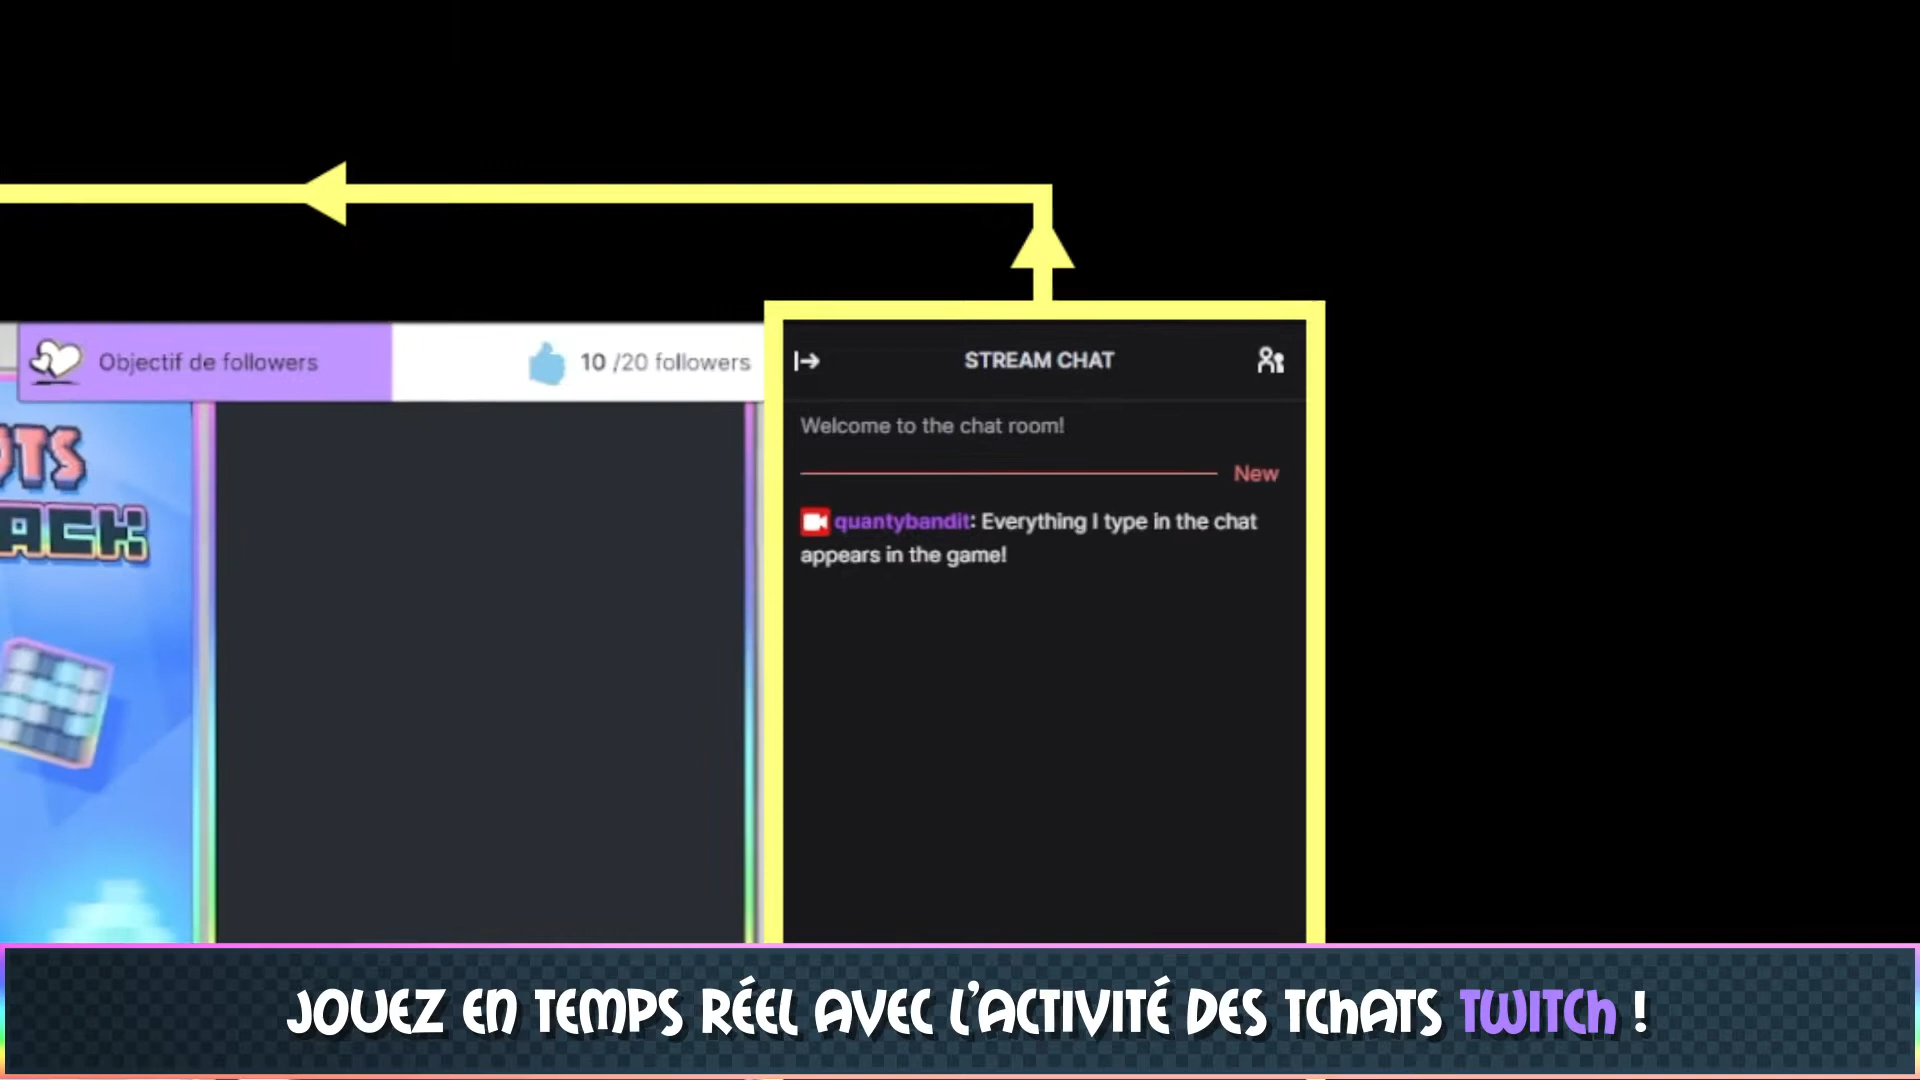 Objectif de followers
10 /20 followers
STREAM CHAT
Welcome to the chat room!
New
quantybandit: Everything I type in the chat
appears in the game!
JOUEZ EN TEMPS RÉEL AVEC L'ACTIVITÉ DES TCHATS TWITCH !